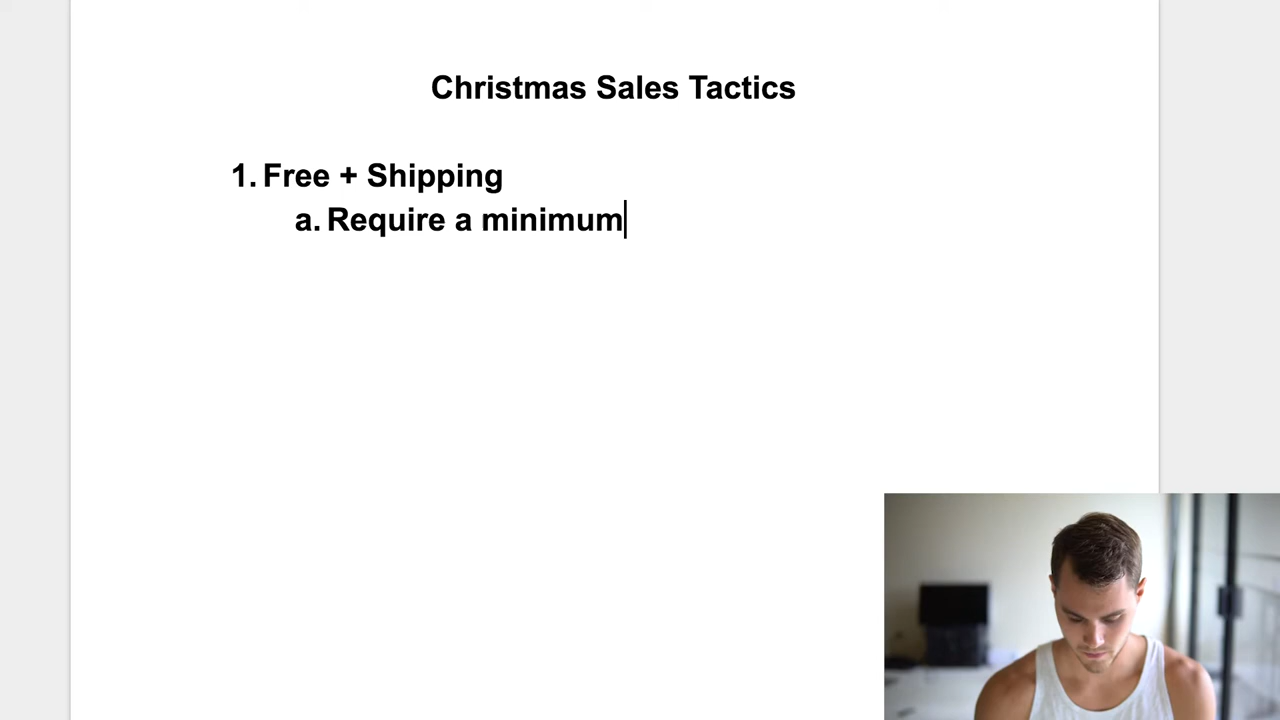 Christmas Sales Tactics
1. Free + Shipping
a. Require a minimum